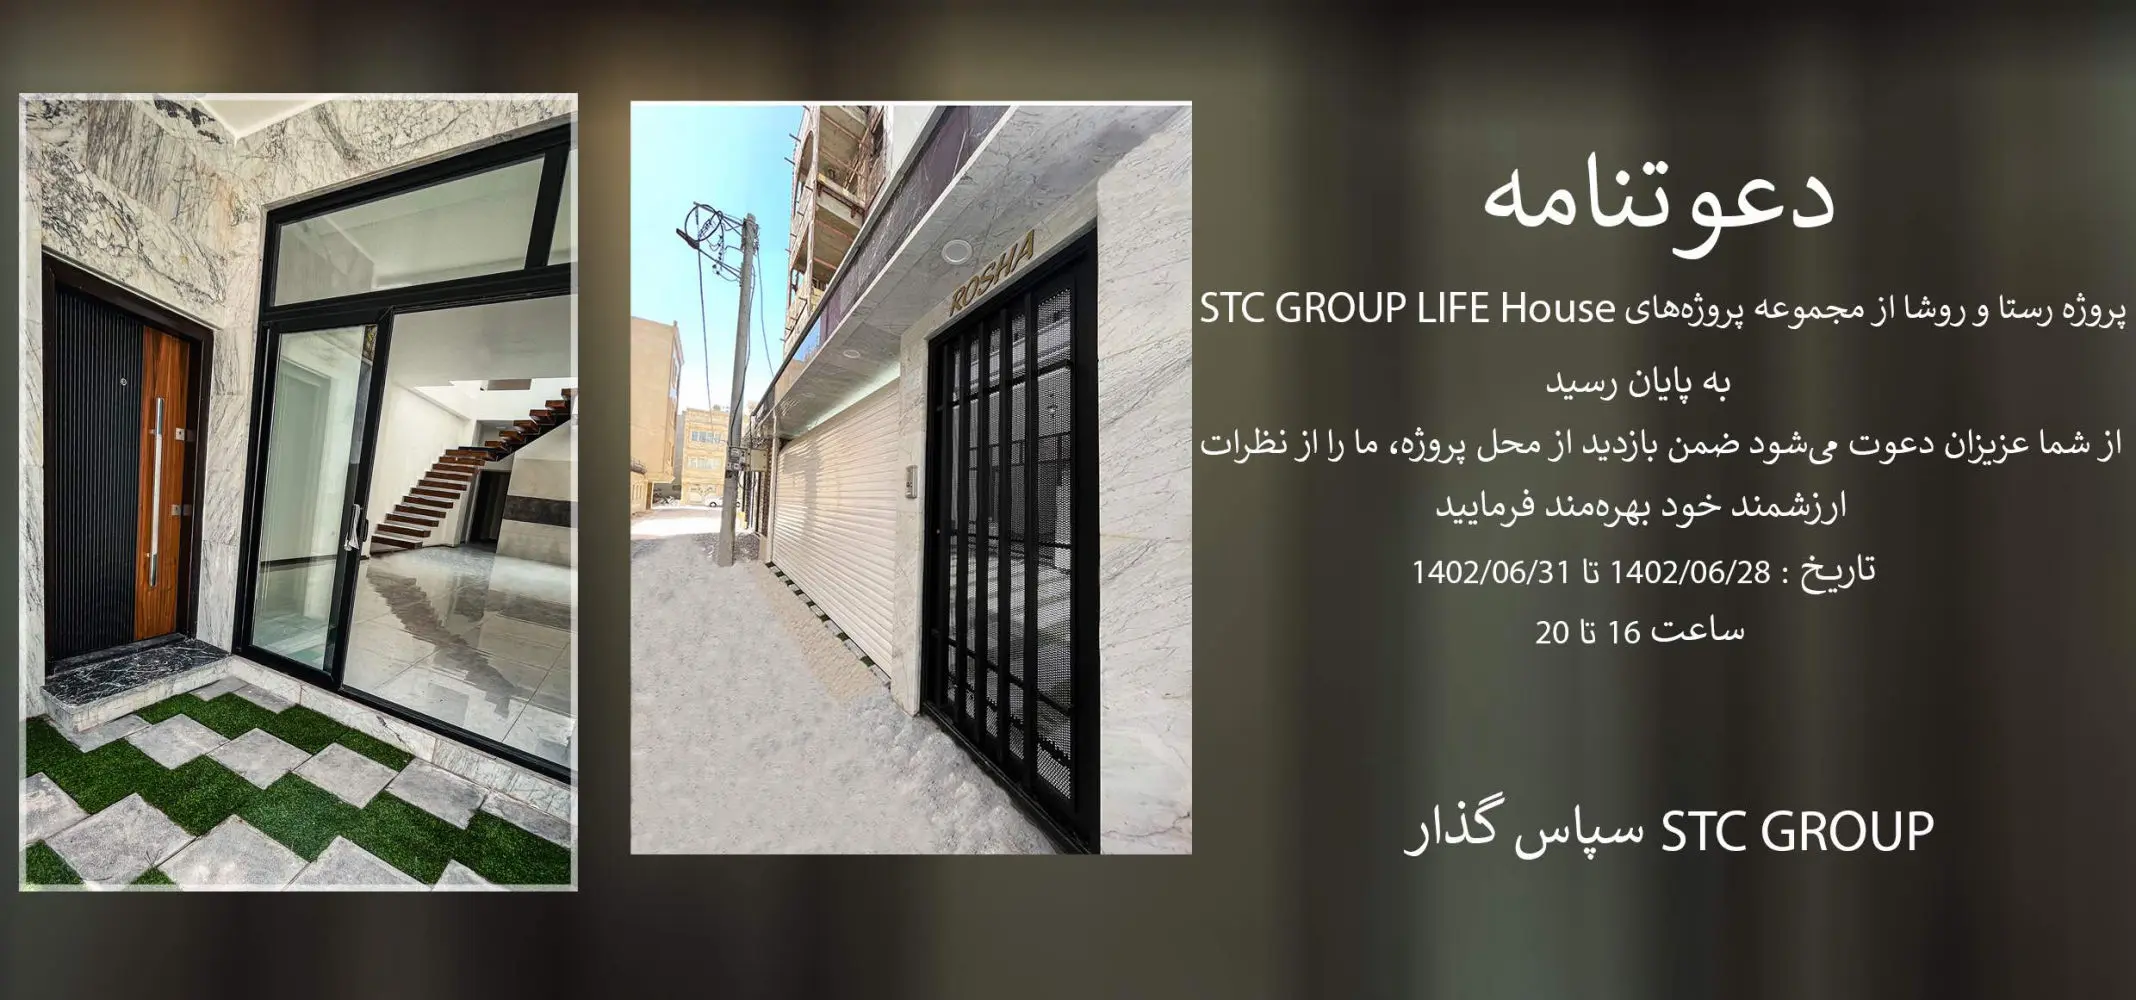 دعوتنامه
پروژه رستا و روشا از مجموعه پروژه‌های STC GROUP LIFE House
به پایان رسید
از شما عزیزان دعوت می‌شود ضمن بازدید از محل پروژه، ما را از نظرات
ارزشمند خود بهره‌مند فرمایید
تاریخ : 1402/06/28 تا 1402/06/31
ساعت 16 تا 20
STC GROUP سپاس گذار
ROSHA